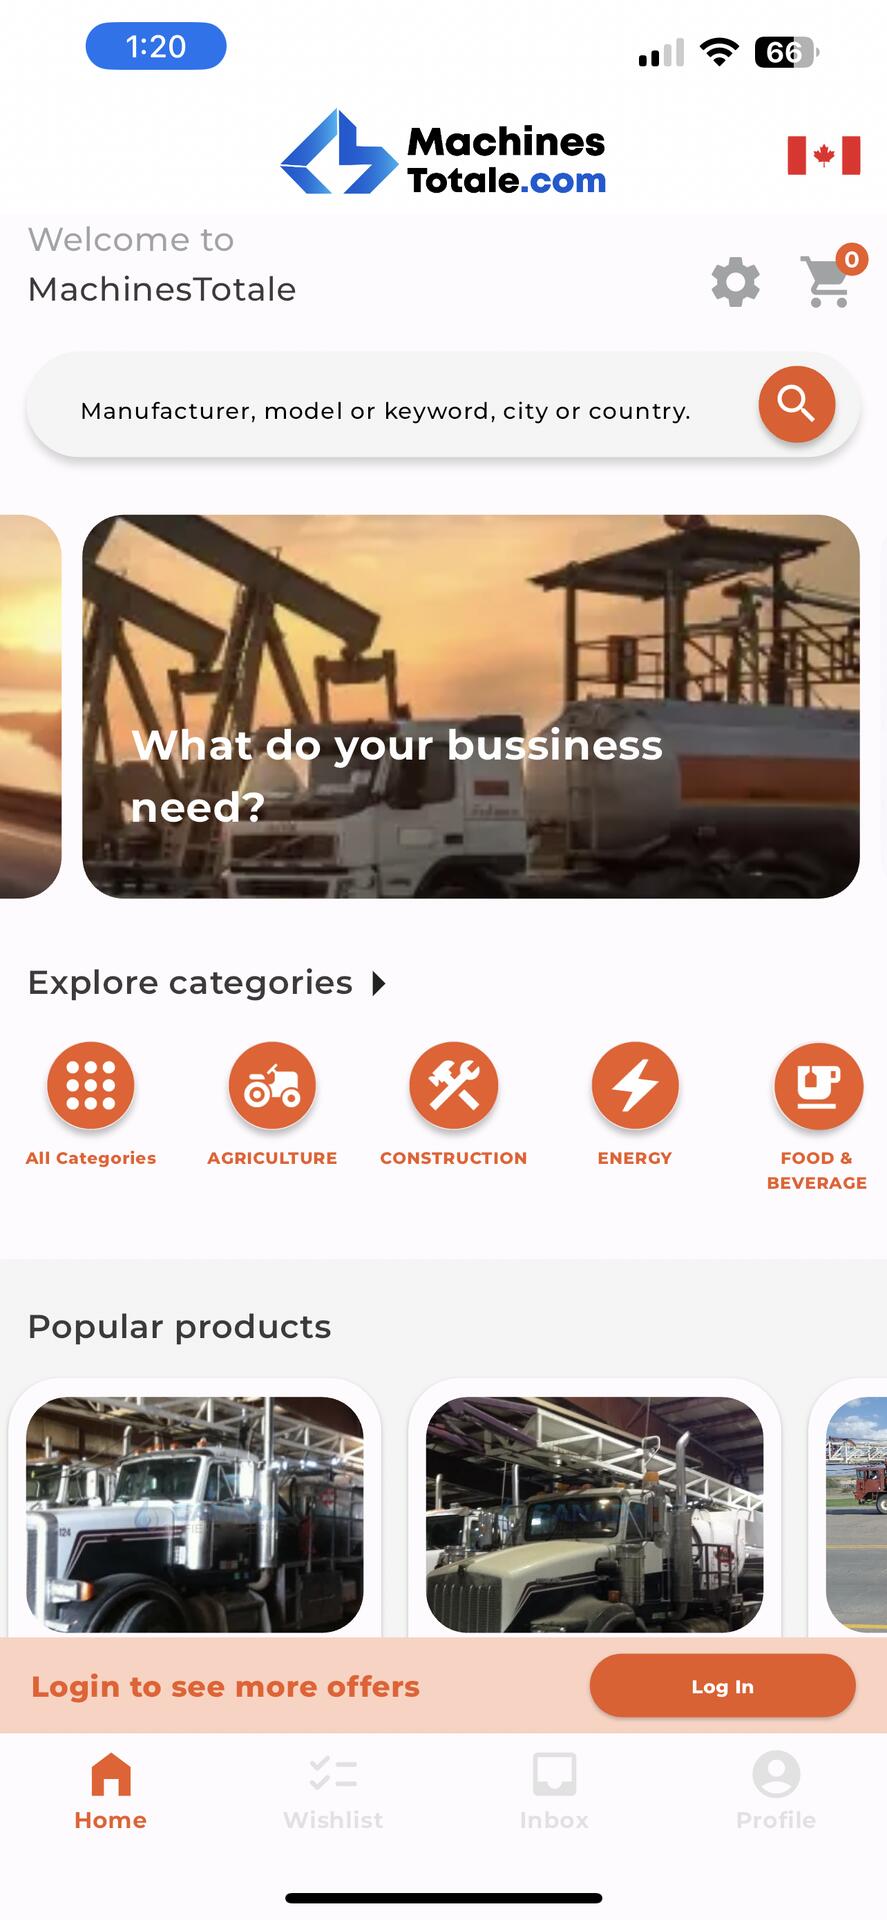 1:20
66
Machines
Totale.com
Welcome to
MachinesTotale
0
Manufacturer, model or keyword, city or country.
What do your bussiness
need?
Explore categories
All Categories
AGRICULTURE
CONSTRUCTION
ENERGY
FOOD &
BEVERAGE
Popular products
124
Login to see more offers
Log In
Home
Wishlist
Inbox
Profile